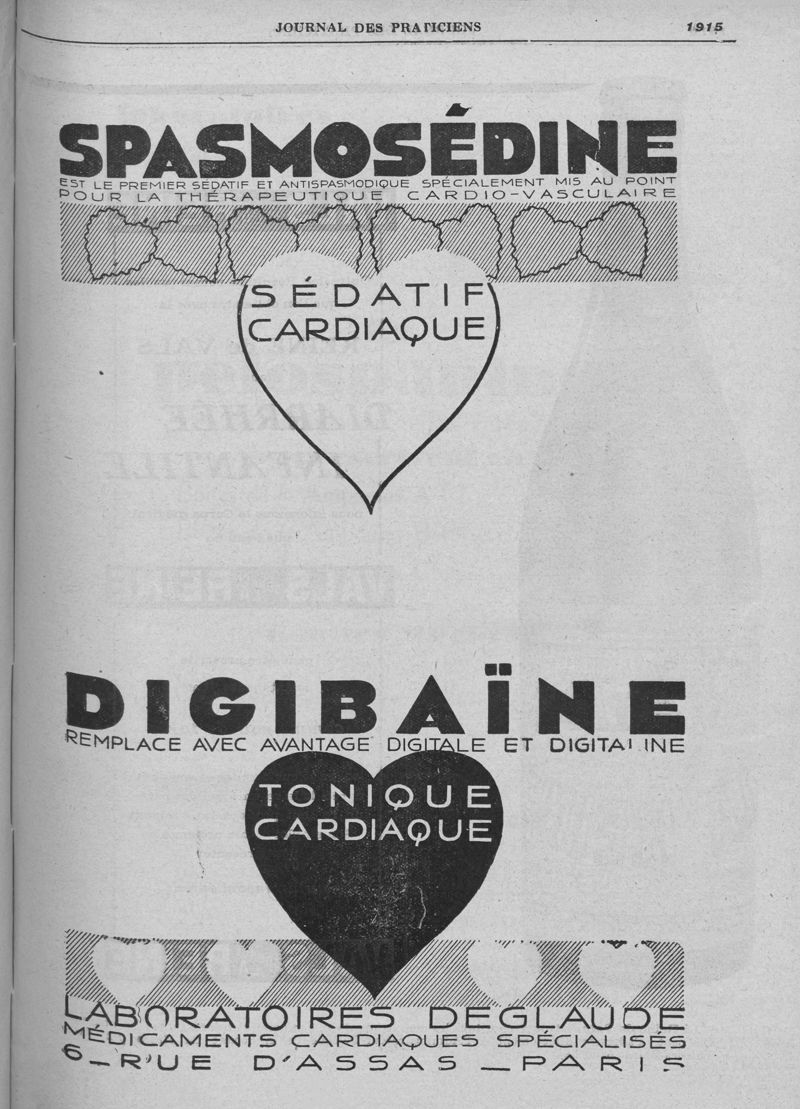 JOURNAL DES PRATICIENS 1915
SPASMOSÉDINE
EST LE PREMIER SÉDATIF ET ANTISPASMODIQUE SPÉCIALEMENT MIS AU POINT
POUR LA THÉRAPEUTIQUE CARDIO-VASCULAIRE
SÉDATIF
CARDIAQUE
DIARRHÉE
INFANTILE
DIGIBAÏNE
REMPLACE AVEC AVANTAGE DIGITALE ET DIGITALINE
TONIQUE
CARDIAQUE
LABORATOIRES DEGLAUDE
MÉDICAMENTS CARDIAQUES SPÉCIALISÉS
6 - RUE D'ASSAS - PARIS